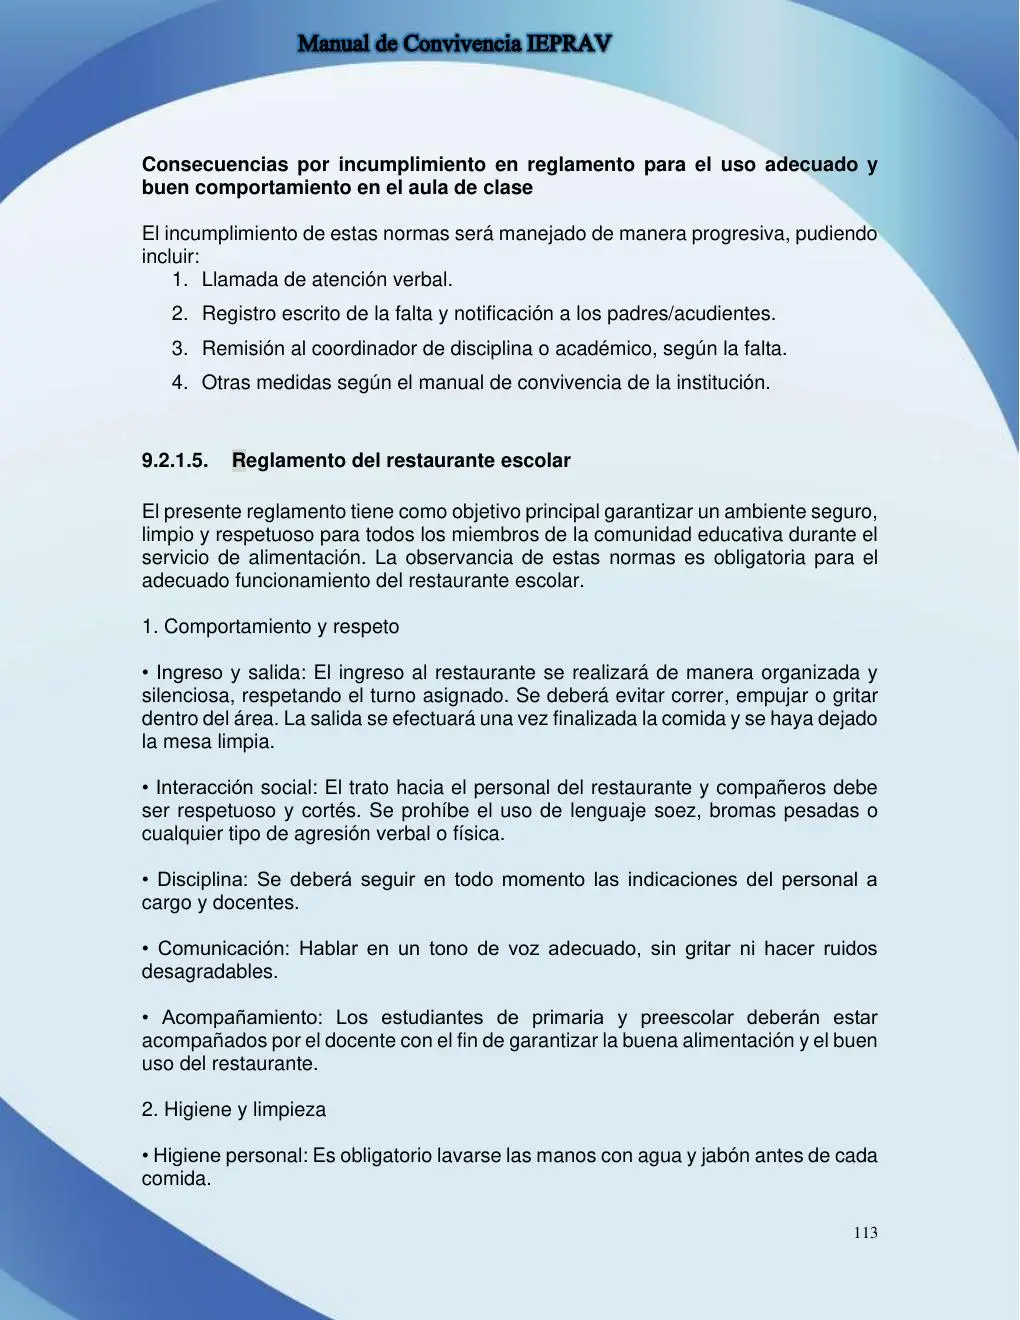 Manual de Convivencia IEPRAV
Consecuencias por incumplimiento en reglamento para el uso adecuado y
buen comportamiento en el aula de clase
El incumplimiento de estas normas será manejado de manera progresiva, pudiendo
incluir:
1. Llamada de atención verbal.
2. Registro escrito de la falta y notificación a los padres/acudientes.
3. Remisión al coordinador de disciplina o académico, según la falta.
4. Otras medidas según el manual de convivencia de la institución.
9.2.1.5. Reglamento del restaurante escolar
El presente reglamento tiene como objetivo principal garantizar un ambiente seguro,
limpio y respetuoso para todos los miembros de la comunidad educativa durante el
servicio de alimentación. La observancia de estas normas es obligatoria para el
adecuado funcionamiento del restaurante escolar.
1. Comportamiento y respeto
• Ingreso y salida: El ingreso al restaurante se realizará de manera organizada y
silenciosa, respetando el turno asignado. Se deberá evitar correr, empujar o gritar
dentro del área. La salida se efectuará una vez finalizada la comida y se haya dejado
la mesa limpia.
• Interacción social: El trato hacia el personal del restaurante y compañeros debe
ser respetuoso y cortés. Se prohíbe el uso de lenguaje soez, bromas pesadas o
cualquier tipo de agresión verbal o física.
• Disciplina: Se deberá seguir en todo momento las indicaciones del personal a
cargo y docentes.
• Comunicación: Hablar en un tono de voz adecuado, sin gritar ni hacer ruidos
desagradables.
• Acompañamiento: Los estudiantes de primaria y preescolar deberán estar
acompañados por el docente con el fin de garantizar la buena alimentación y el buen
uso del restaurante.
2. Higiene y limpieza
• Higiene personal: Es obligatorio lavarse las manos con agua y jabón antes de cada
comida.
113